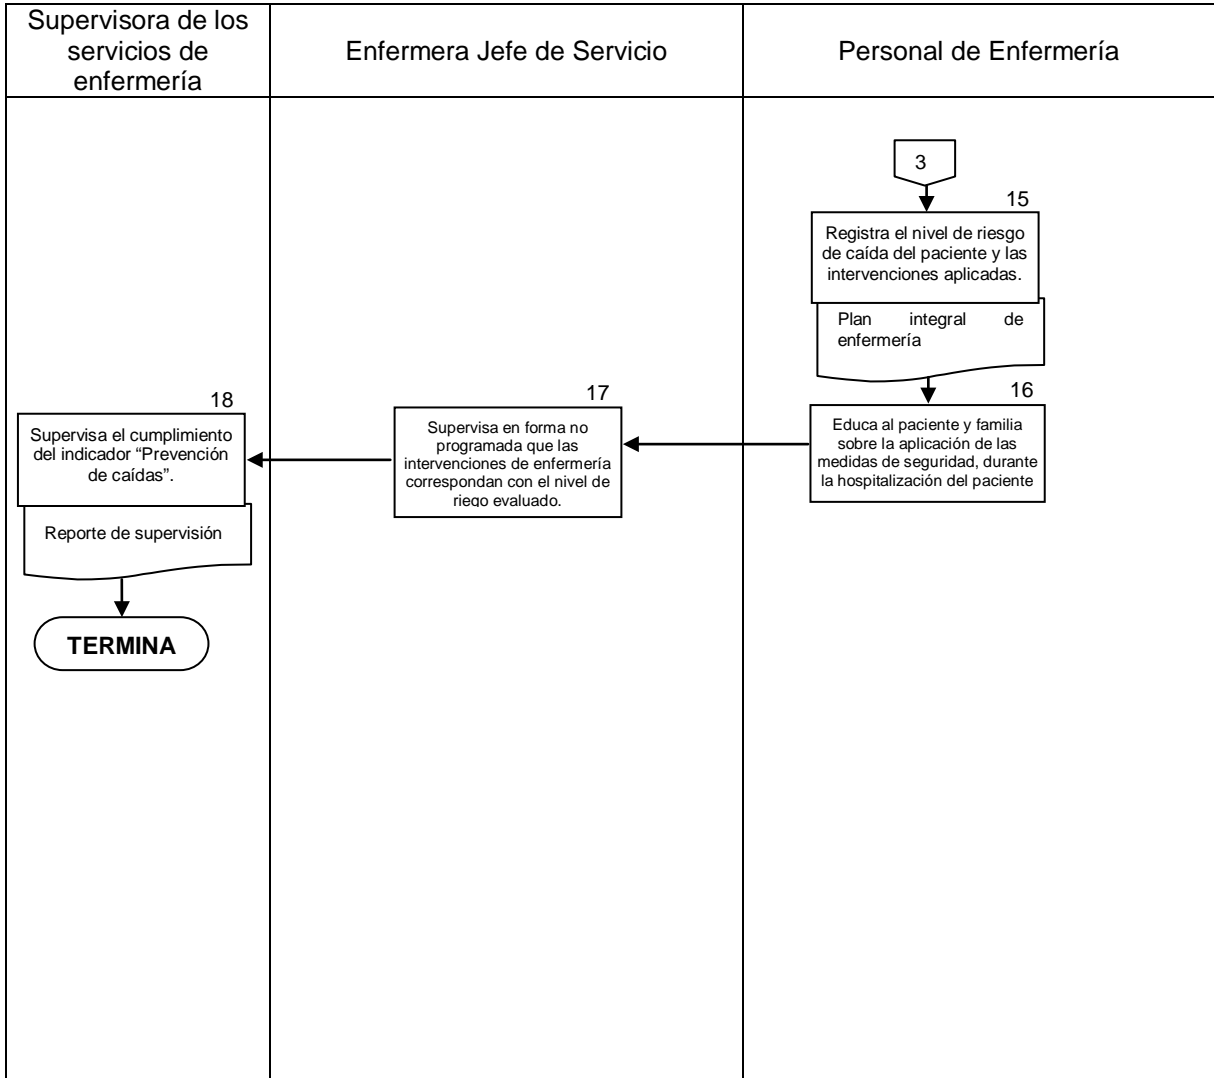 Supervisora de los
servicios de
enfermería
Enfermera Jefe de Servicio
Personal de Enfermería
3
15
Registra el nivel de riesgo
de caída del paciente y las
intervenciones aplicadas.
Plan integral de
enfermería
16
Educa al paciente y familia
sobre la aplicación de las
medidas de seguridad, durante
la hospitalización del paciente
17
Supervisa en forma no
programada que las
intervenciones de enfermería
correspondan con el nivel de
riego evaluado.
18
Supervisa el cumplimiento
del indicador “Prevención
de caídas”.
Reporte de supervisión
TERMINA